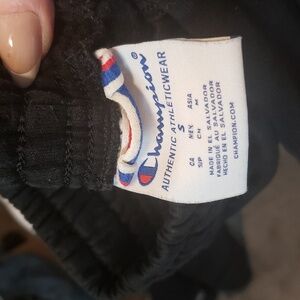 Champion
AUTHENTIC ATHLETICWEAR
S
MEX ASIA
M
CA
S/P CH
MADE IN EL SALVADOR
FABRIQUÉ AU SALVADOR
HECHO EN EL SALVADOR
CHAMPION.COM